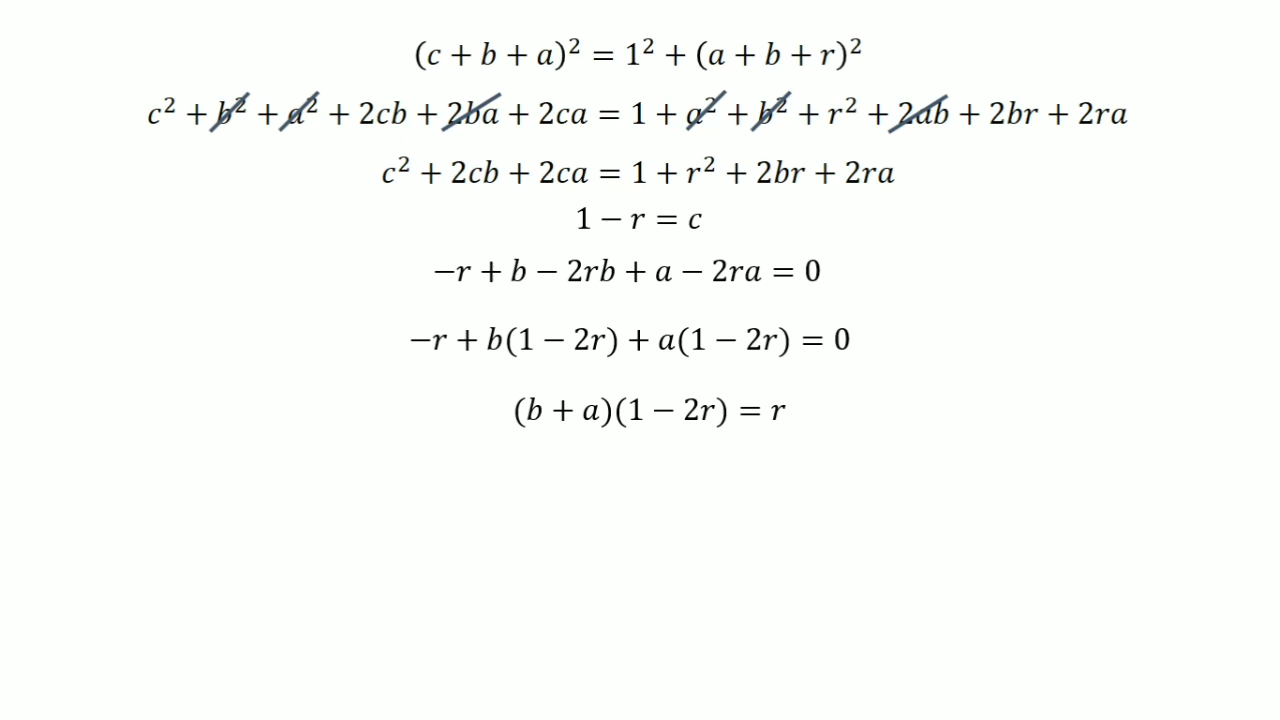 (c + b + a)² = 1² + (a + b + r)²
c² + b² + a² + 2cb + 2ba + 2ca = 1 + a² + b² + r² + 2ab + 2br + 2ra
c² + 2cb + 2ca = 1 + r² + 2br + 2ra
1 − r = c
−r + b − 2rb + a − 2ra = 0
−r + b(1 − 2r) + a(1 − 2r) = 0
(b + a)(1 − 2r) = r